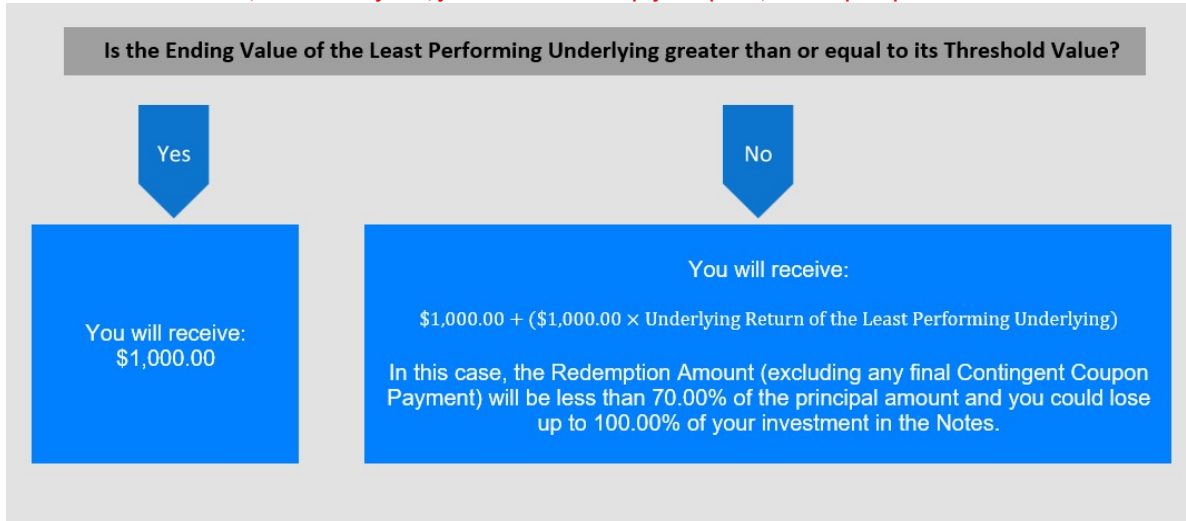 Is the Ending Value of the Least Performing Underlying greater than or equal to its Threshold Value?
Yes
No
You will receive:
$1,000.00
You will receive:
$1,000.00 + ($1,000.00 × Underlying Return of the Least Performing Underlying)
In this case, the Redemption Amount (excluding any final Contingent Coupon
Payment) will be less than 70.00% of the principal amount and you could lose
up to 100.00% of your investment in the Notes.